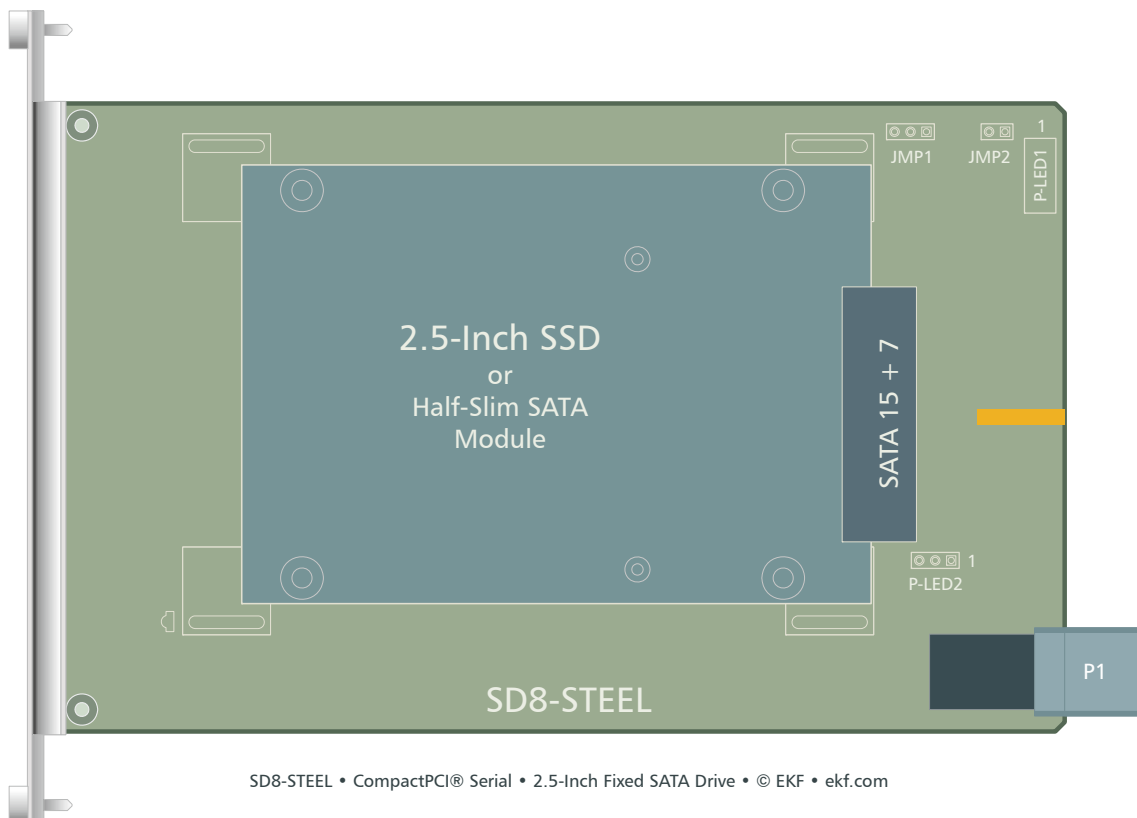 1
JMP1
JMP2
P-LED1
2.5-Inch SSD
or
Half-Slim SATA
Module
SATA 15 + 7
1
P-LED2
P1
SD8-STEEL
SD8-STEEL • CompactPCI® Serial • 2.5-Inch Fixed SATA Drive • © EKF • ekf.com